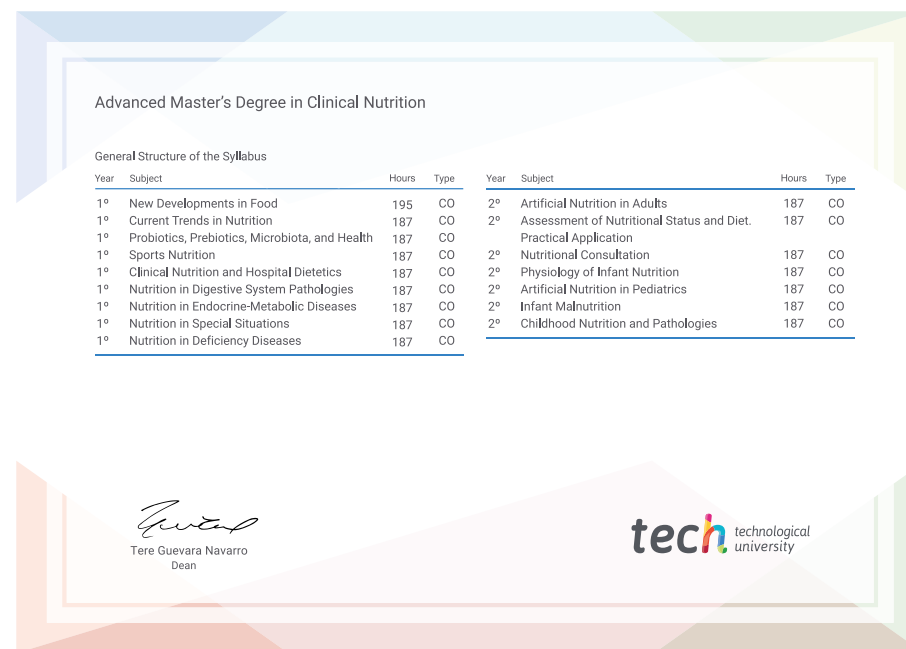 Advanced Master's Degree in Clinical Nutrition
General Structure of the Syllabus
Year Subject Hours Type
1º New Developments in Food 195 CO
1º Current Trends in Nutrition 187 CO
1º Probiotics, Prebiotics, Microbiota, and Health 187 CO
1º Sports Nutrition 187 CO
1º Clinical Nutrition and Hospital Dietetics 187 CO
1º Nutrition in Digestive System Pathologies 187 CO
1º Nutrition in Endocrine-Metabolic Diseases 187 CO
1º Nutrition in Special Situations 187 CO
1º Nutrition in Deficiency Diseases 187 CO
Year Subject Hours Type
2º Artificial Nutrition in Adults 187 CO
2º Assessment of Nutritional Status and Diet. 187 CO
Practical Application
2º Nutritional Consultation 187 CO
2º Physiology of Infant Nutrition 187 CO
2º Artificial Nutrition in Pediatrics 187 CO
2º Infant Malnutrition 187 CO
2º Childhood Nutrition and Pathologies 187 CO
Tere Guevara Navarro
Dean
tech technological
university